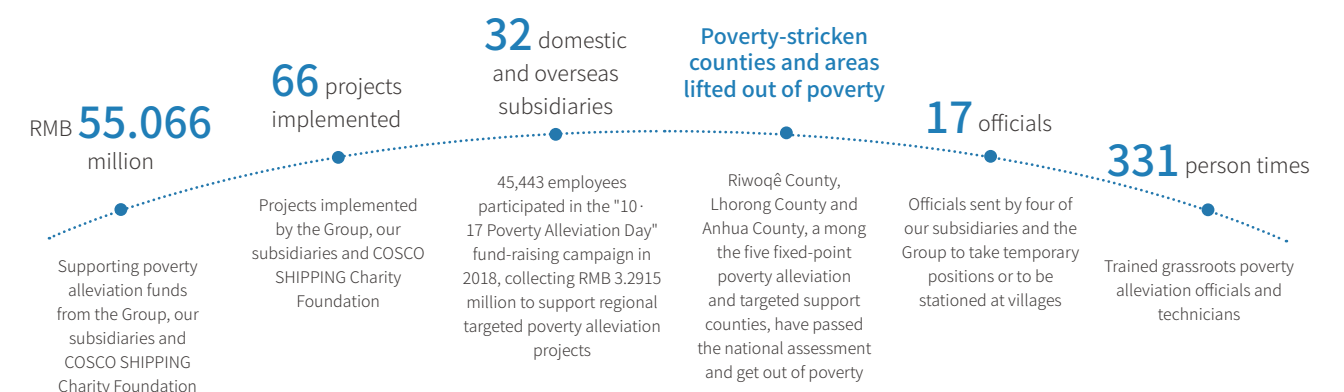 RMB 55.066
million
Supporting poverty
alleviation funds
from the Group, our
subsidiaries and
COSCO SHIPPING
Charity Foundation
66 projects
implemented
Projects implemented
by the Group, our
subsidiaries and COSCO
SHIPPING Charity
Foundation
32 domestic
and overseas
subsidiaries
45,443 employees
participated in the "10·
17 Poverty Alleviation Day"
fund-raising campaign in
2018, collecting RMB 3.2915
million to support regional
targeted poverty alleviation
projects
Poverty-stricken
counties and areas
lifted out of poverty
Riwoqê County,
Lhorong County and
Anhua County, a mong
the five fixed-point
poverty alleviation
and targeted support
counties, have passed
the national assessment
and get out of poverty
17 officials
Officials sent by four of
our subsidiaries and the
Group to take temporary
positions or to be
stationed at villages
331 person times
Trained grassroots poverty
alleviation officials and
technicians